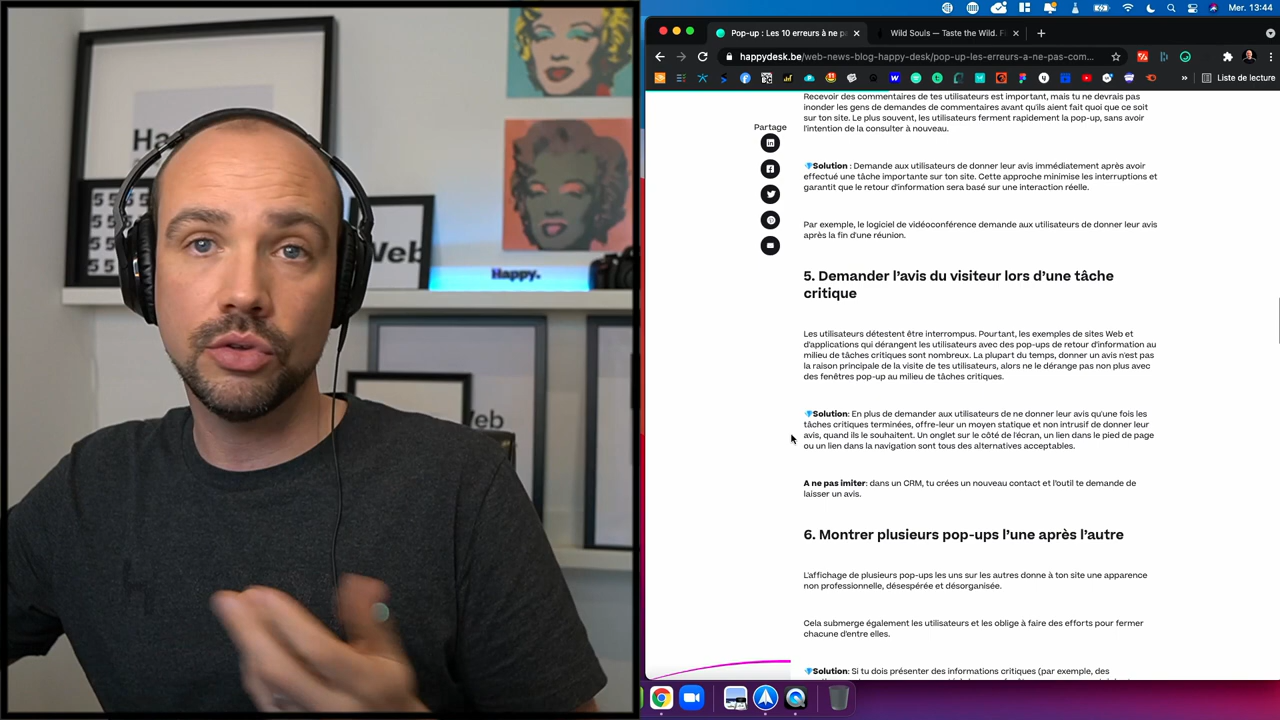 Ha
Web
Happy.
eb
Mer. 13:44
Pop-up : Les 10 erreurs à ne pa
Wild Souls — Taste the Wild. Fi
happydesk.be/web-news-blog-happy-desk/pop-up-les-erreurs-a-ne-pas-com...
Liste de lecture
Partage
Recevoir des commentaires de tes utilisateurs est important, mais tu ne devrais pas
inonder les gens de demandes de commentaires avant qu'ils aient fait quoi que ce soit
sur ton site. Le plus souvent, les utilisateurs ferment rapidement la pop-up, sans avoir
l'intention de la consulter à nouveau.
Solution : Demande aux utilisateurs de donner leur avis immédiatement après avoir
effectué une tâche importante sur ton site. Cette approche minimise les interruptions et
garantit que le retour d'information sera basé sur une interaction réelle.
Par exemple, le logiciel de vidéoconférence demande aux utilisateurs de donner leur avis
après la fin d'une réunion.
5. Demander l'avis du visiteur lors d'une tâche
critique
Les utilisateurs détestent être interrompus. Pourtant, les exemples de sites Web et
d'applications qui dérangent les utilisateurs avec des pop-ups de retour d'information au
milieu de tâches critiques sont nombreux. La plupart du temps, donner un avis n'est pas
la raison principale de la visite de tes utilisateurs, alors ne le dérange pas non plus avec
des fenêtres pop-up au milieu de tâches critiques.
Solution: En plus de demander aux utilisateurs de ne donner leur avis qu'une fois les
tâches critiques terminées, offre-leur un moyen statique et non intrusif de donner leur
avis, quand ils le souhaitent. Un onglet sur le côté de l'écran, un lien dans le pied de page
ou un lien dans la navigation sont tous des alternatives acceptables.
A ne pas imiter: dans un CRM, tu crées un nouveau contact et l'outil te demande de
laisser un avis.
6. Montrer plusieurs pop-ups l'une après l'autre
L'affichage de plusieurs pop-ups les uns sur les autres donne à ton site une apparence
non professionnelle, désespérée et désorganisée.
Cela submerge également les utilisateurs et les oblige à faire des efforts pour fermer
chacune d'entre elles.
Solution: Si tu dois présenter des informations critiques (par exemple, des